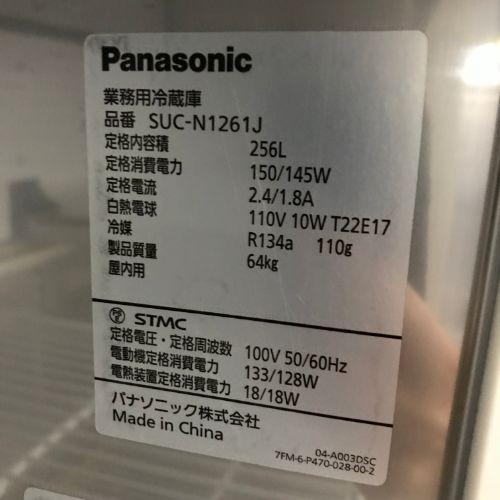 Panasonic
業務用冷蔵庫
品番 SUC-N1261J
定格内容積 256L
定格消費電力 150/145W
定格電流 2.4/1.8A
白熱電球 110V 10W T22E17
冷媒 R134a 110g
製品質量 64kg
屋内用
STMC
定格電圧・定格周波数 100V 50/60Hz
電動機定格消費電力 133/128W
電熱装置定格消費電力 18/18W
パナソニック株式会社
Made in China
04-A003DSC
7FM-6-P470-028-00-2